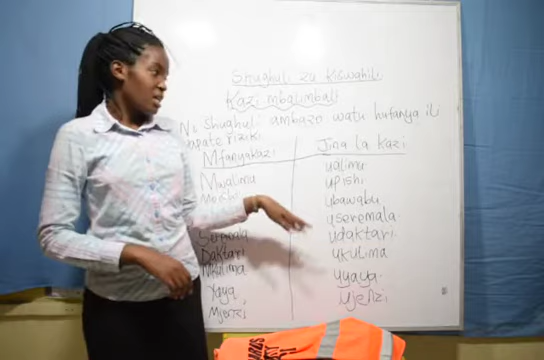 Shughuli za Kiswahili
Kazi mbalimbali
Ni shughuli ambazo watu hufanya ili
wapate riziki
Mfanyakazi Jina la kazi
Mwalimu ualimu
Mpishi upishi
ubawabu
Seremala useremala
Daktari udaktari
Mkulima ukulima
Yaya uyaya
Mjenzi ujenzi